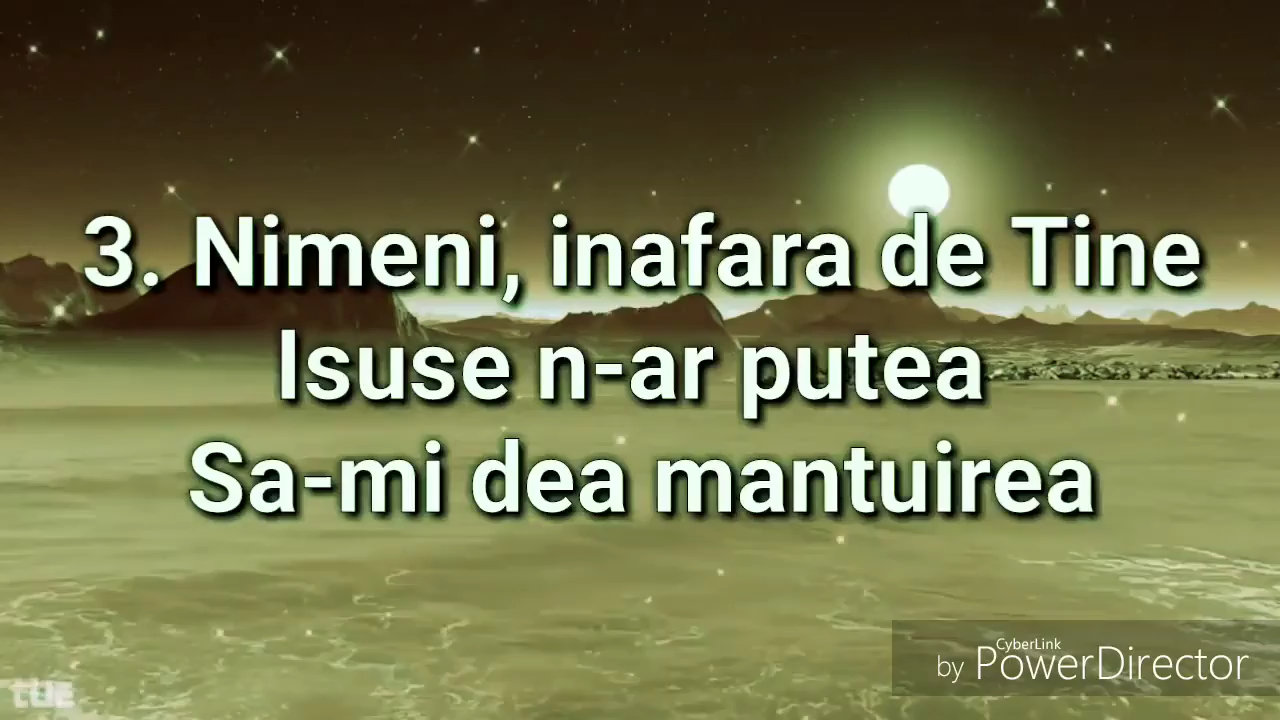 3. Nimeni, inafara de Tine
Isuse n-ar putea
Sa-mi dea mantuirea
CyberLink
by PowerDirector